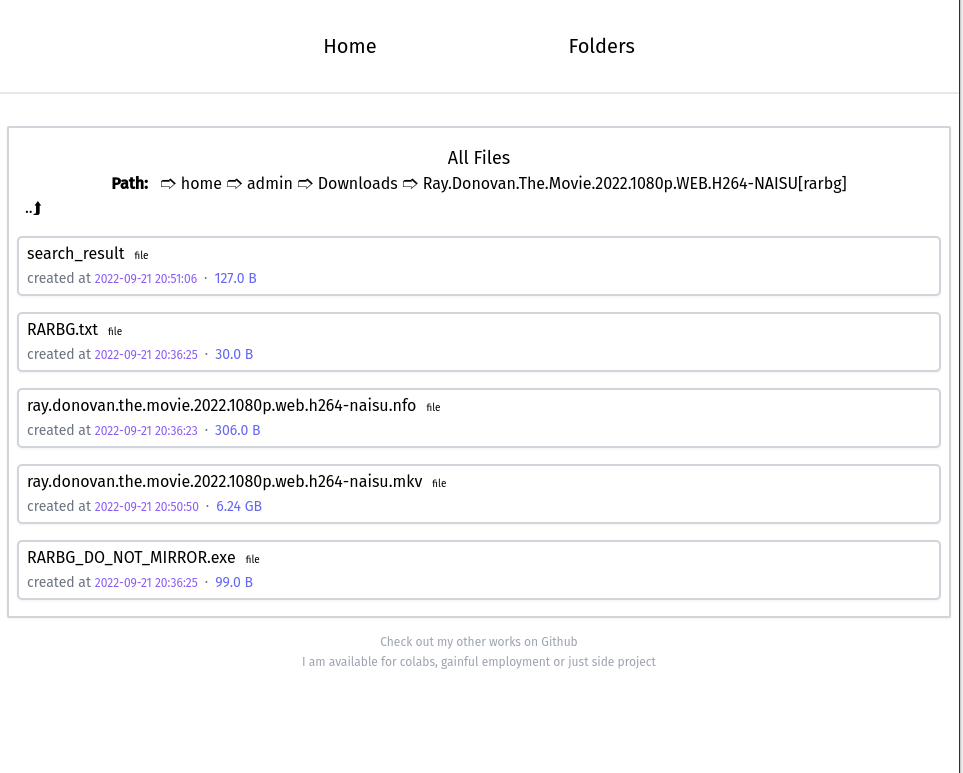 Home Folders
All Files
Path: ⇨ home ⇨ admin ⇨ Downloads ⇨ Ray.Donovan.The.Movie.2022.1080p.WEB.H264-NAISU[rarbg]
..⮭
search_result file
created at 2022-09-21 20:51:06 · 127.0 B
RARBG.txt file
created at 2022-09-21 20:36:25 · 30.0 B
ray.donovan.the.movie.2022.1080p.web.h264-naisu.nfo file
created at 2022-09-21 20:36:23 · 306.0 B
ray.donovan.the.movie.2022.1080p.web.h264-naisu.mkv file
created at 2022-09-21 20:50:50 · 6.24 GB
RARBG_DO_NOT_MIRROR.exe file
created at 2022-09-21 20:36:25 · 99.0 B
Check out my other works on Github
I am available for colabs, gainful employment or just side project